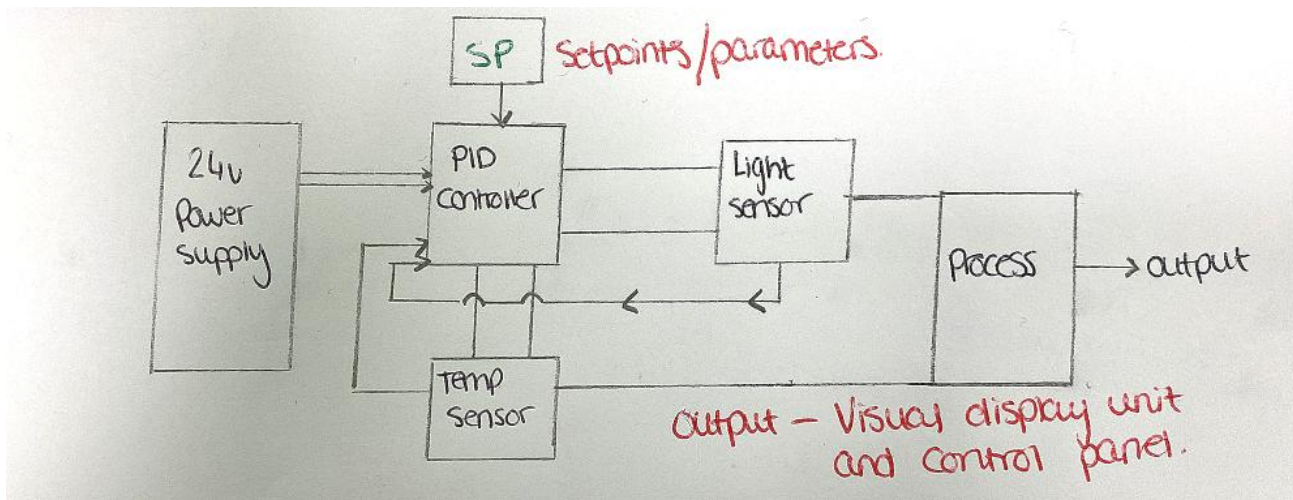 SP
Setpoints/parameters.
24v
Power
supply
PID
controller
Light
sensor
Process
output
Temp
sensor
output – Visual display unit
and control panel.